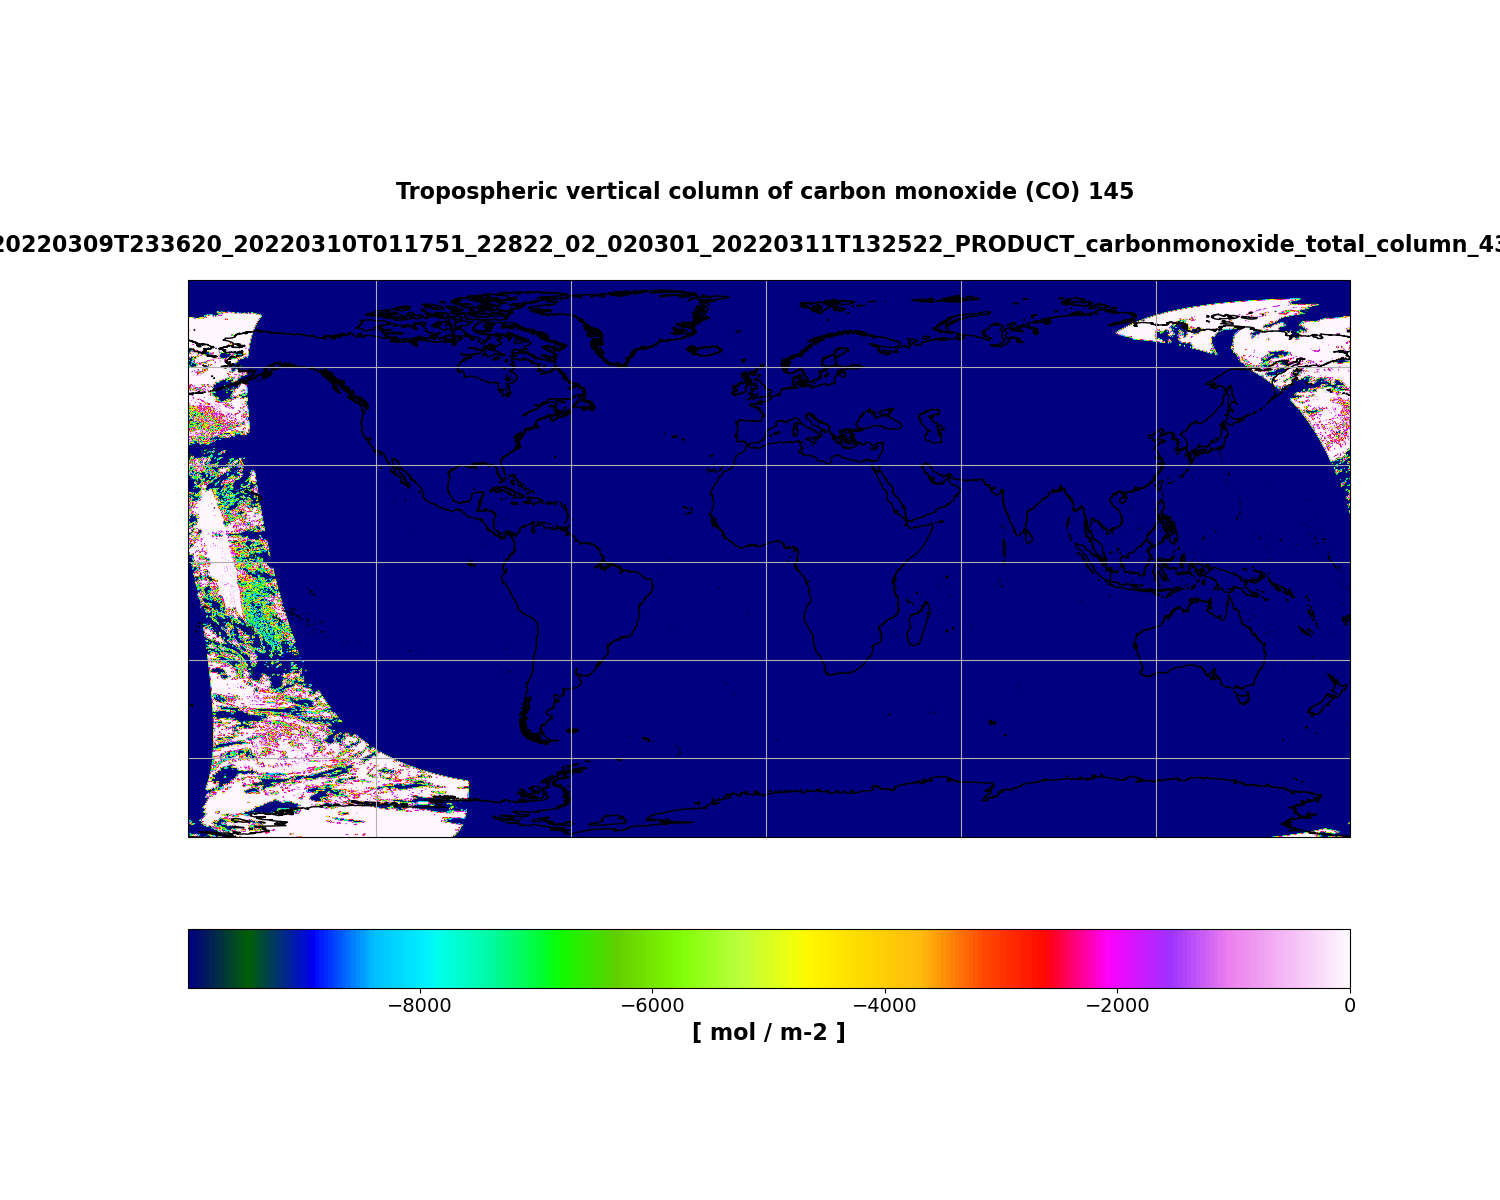 Tropospheric vertical column of carbon monoxide (CO) 145
20220309T233620_20220310T011751_22822_02_020301_20220311T132522_PRODUCT_carbonmonoxide_total_column_43
−8000 −6000 −4000 −2000 0
[ mol / m-2 ]